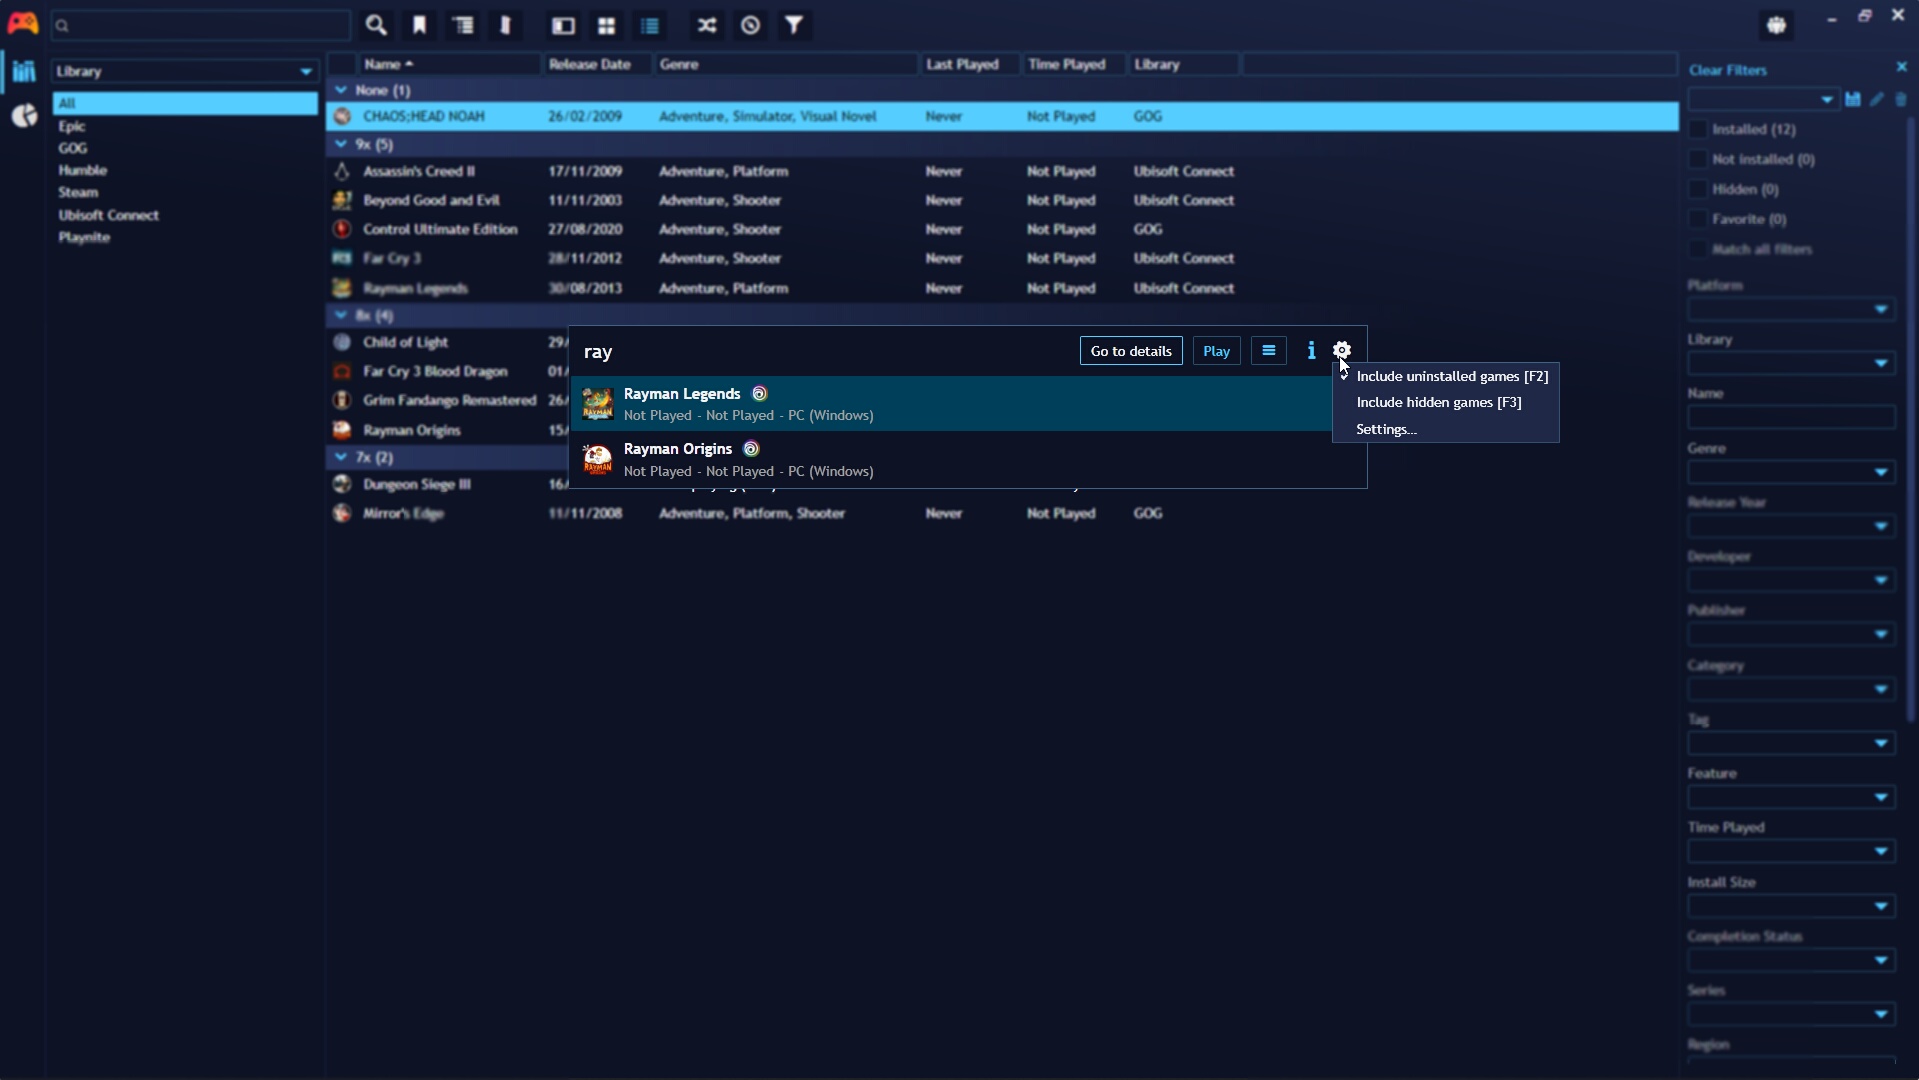 Library
All
Epic
GOG
Humble
Steam
Ubisoft Connect
Playnite
Name Release Date Genre Last Played Time Played Library
None (1)
CHAOS;HEAD NOAH 26/02/2009 Adventure, Simulator, Visual Novel Never Not Played GOG
9x (5)
Assassin's Creed II 17/11/2009 Adventure, Platform Never Not Played Ubisoft Connect
Beyond Good and Evil 11/11/2003 Adventure, Shooter Never Not Played Ubisoft Connect
Control Ultimate Edition 27/08/2020 Adventure, Shooter Never Not Played GOG
Far Cry 3 28/11/2012 Adventure, Shooter Never Not Played Ubisoft Connect
Rayman Legends 30/08/2013 Adventure, Platform Never Not Played Ubisoft Connect
8x (4)
Child of Light 29/
Far Cry 3 Blood Dragon 01/
Grim Fandango Remastered 26/
Rayman Origins 15/
7x (2)
Dungeon Siege III 16/
Mirror's Edge 11/11/2008 Adventure, Platform, Shooter Never Not Played GOG
ray
Go to details
Play
Rayman Legends
Not Played - Not Played - PC (Windows)
Rayman Origins
Not Played - Not Played - PC (Windows)
Include uninstalled games [F2]
Include hidden games [F3]
Settings...
Clear Filters
Installed (12)
Not installed (0)
Hidden (0)
Favorite (0)
Match all filters
Platform
Library
Name
Genre
Release Year
Developer
Publisher
Category
Tag
Feature
Time Played
Install Size
Completion Status
Series
Region